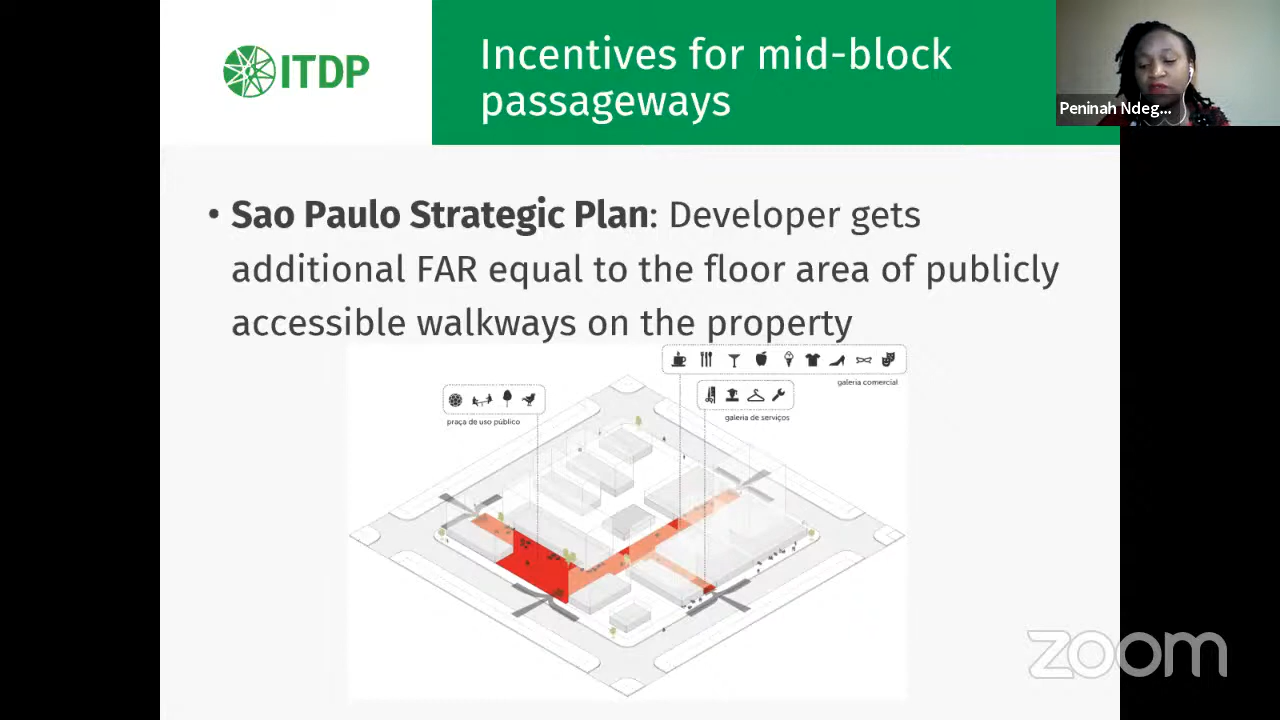 ITDP
Incentives for mid-block
passageways
Peninah Ndeg...
• Sao Paulo Strategic Plan: Developer gets
additional FAR equal to the floor area of publicly
accessible walkways on the property
galeria comercial
praça de uso público
galeria de serviços
zoom